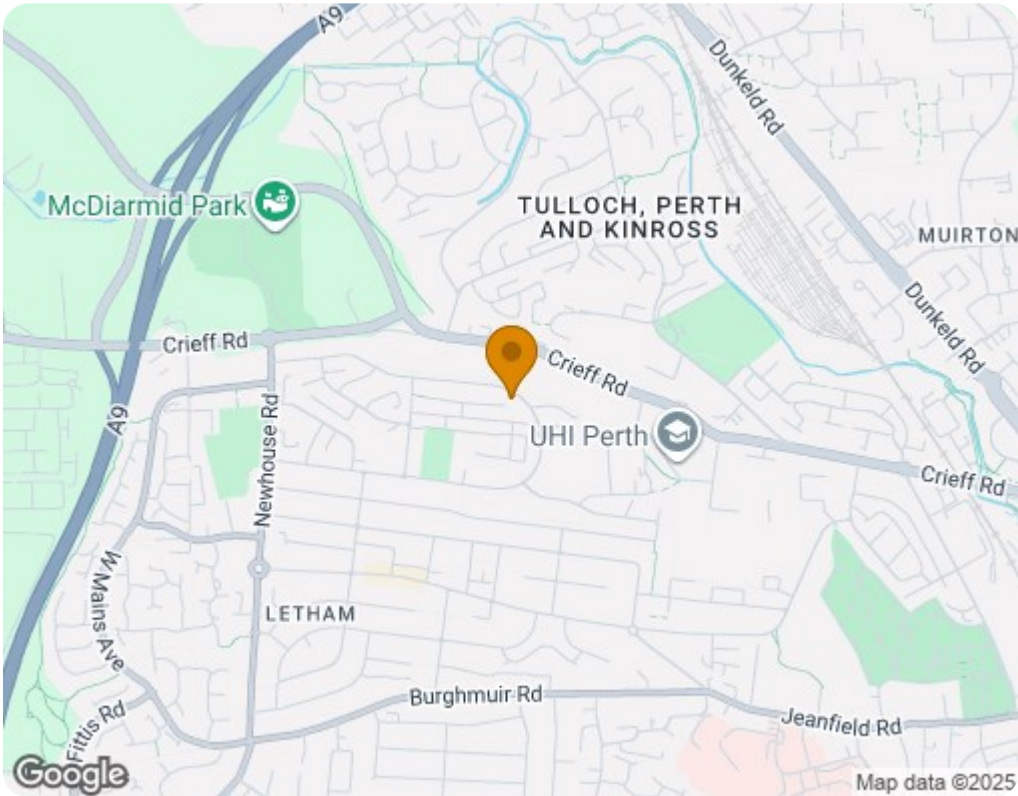 A9
Dunkeld Rd
McDiarmid Park
TULLOCH, PERTH
AND KINROSS
MUIRTON
Dunkeld Rd
Crieff Rd
Crieff Rd
A9
Newhouse Rd
UHI Perth
Crieff Rd
W Mains Ave
LETHAM
Burghmuir Rd
Jeanfield Rd
Fittis Rd
Google
Map data ©2025